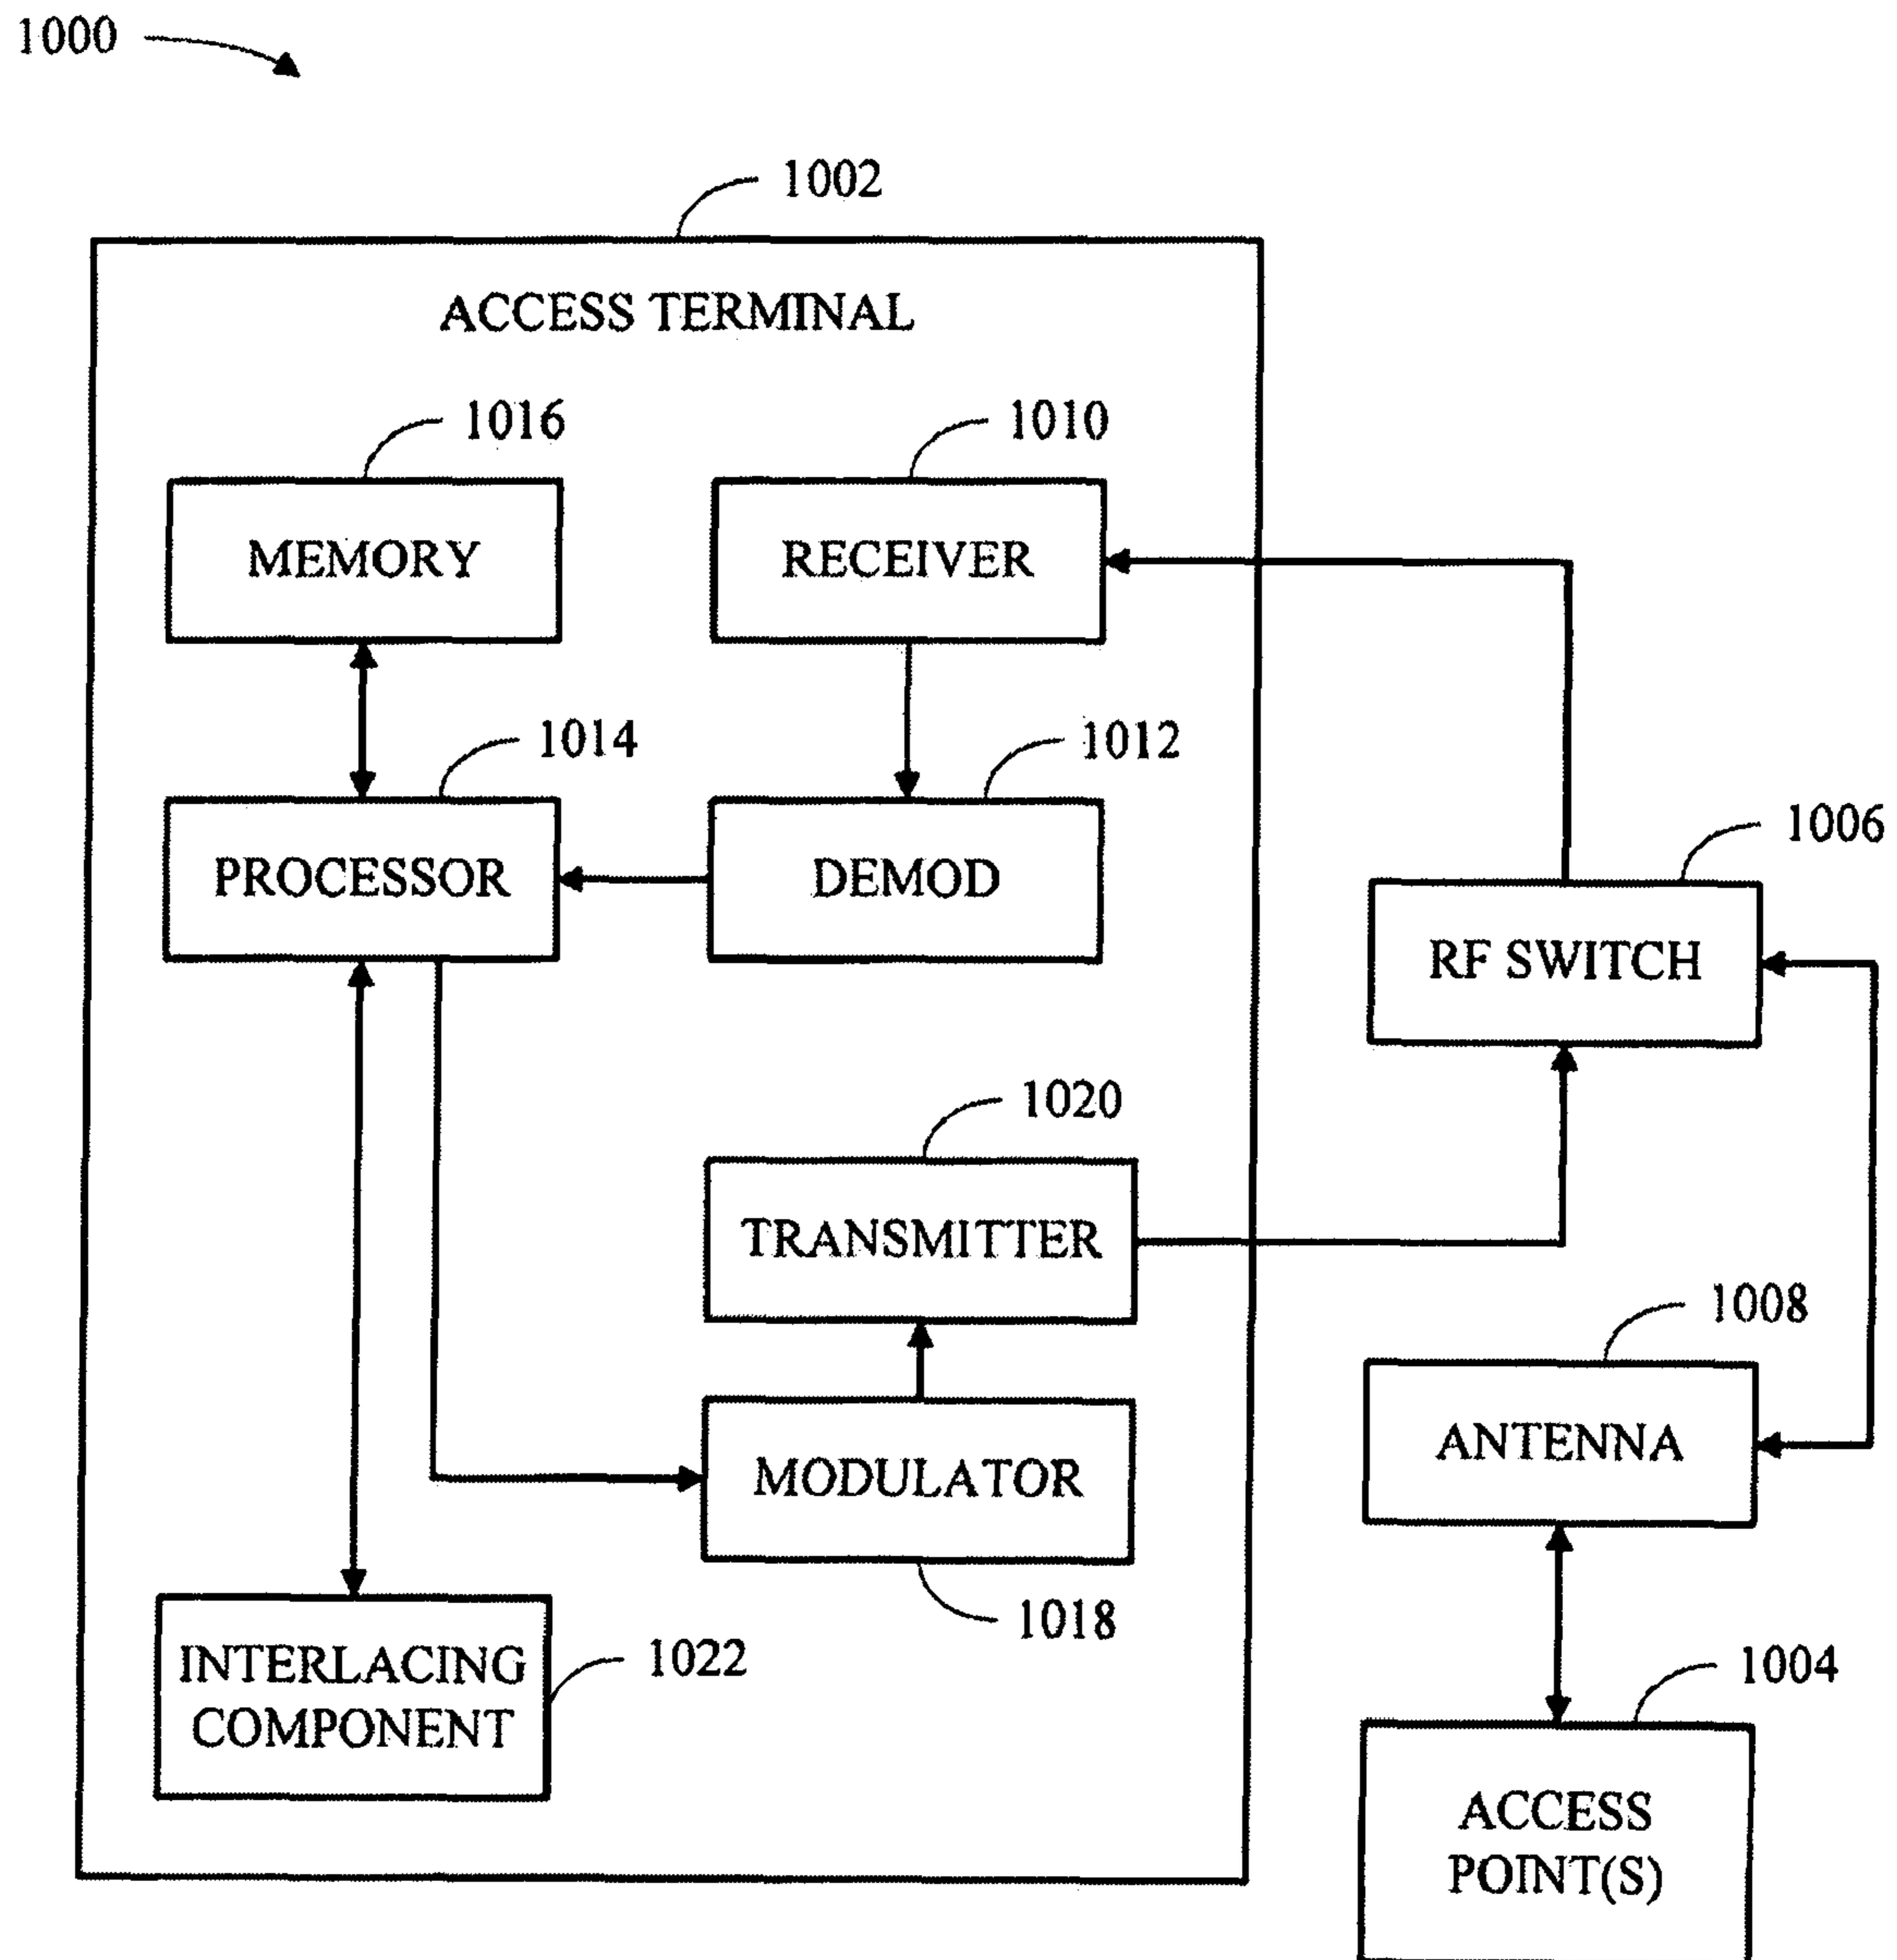 1000
1002
ACCESS TERMINAL
1016
1010
MEMORY
RECEIVER
1014
1012
1006
PROCESSOR
DEMOD
RF SWITCH
1020
TRANSMITTER
1008
ANTENNA
MODULATOR
1018
INTERLACING
COMPONENT
1022
1004
ACCESS
POINT(S)